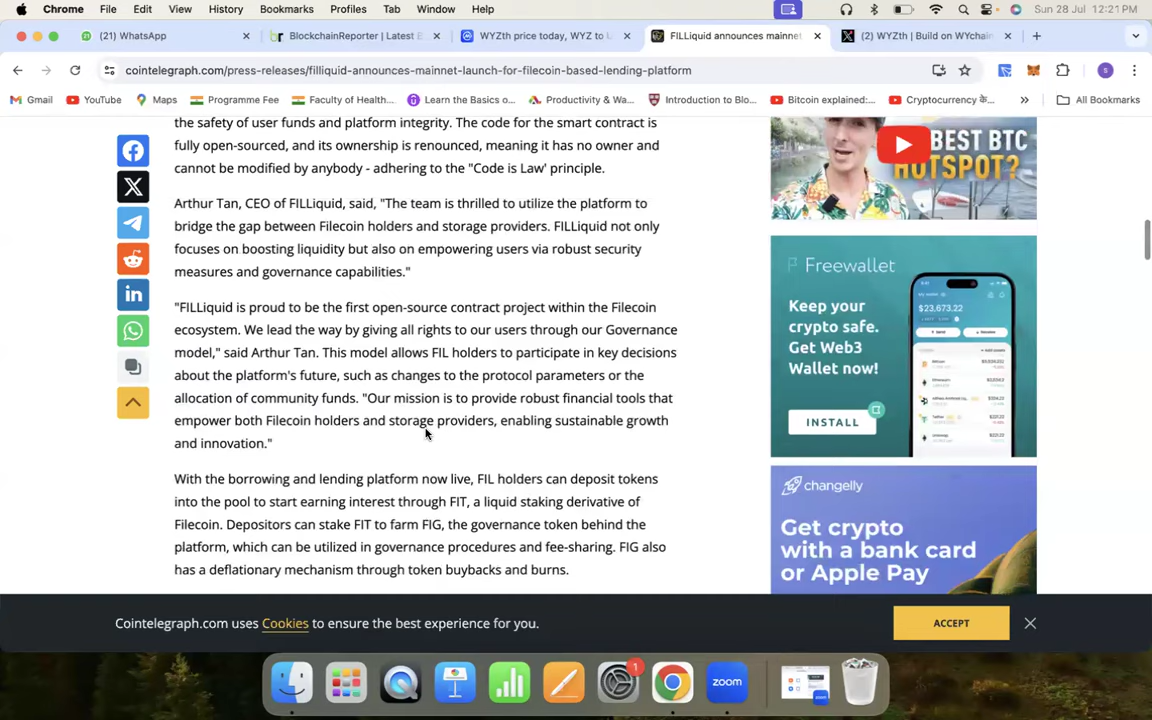 Chrome File Edit View History Bookmarks Profiles Tab Window Help Sun 28 Jul 12:21 PM
(21) WhatsApp BlockchainReporter | Latest B WYZth price today, WYZ to U FILLiquid announces mainnet (2) WYZth | Build on WYchain
cointelegraph.com/press-releases/filliquid-announces-mainnet-launch-for-filecoin-based-lending-platform
Gmail YouTube Maps Programme Fee Faculty of Health... Learn the Basics o... Productivity & Wa... Introduction to Blo... Bitcoin explained:... Cryptocurrency All Bookmarks
the safety of user funds and platform integrity. The code for the smart contract is
fully open-sourced, and its ownership is renounced, meaning it has no owner and
cannot be modified by anybody - adhering to the "Code is Law' principle.
Arthur Tan, CEO of FILLiquid, said, "The team is thrilled to utilize the platform to
bridge the gap between Filecoin holders and storage providers. FILLiquid not only
focuses on boosting liquidity but also on empowering users via robust security
measures and governance capabilities."
"FILLiquid is proud to be the first open-source contract project within the Filecoin
ecosystem. We lead the way by giving all rights to our users through our Governance
model," said Arthur Tan. This model allows FIL holders to participate in key decisions
about the platform's future, such as changes to the protocol parameters or the
allocation of community funds. "Our mission is to provide robust financial tools that
empower both Filecoin holders and storage providers, enabling sustainable growth
and innovation."
With the borrowing and lending platform now live, FIL holders can deposit tokens
into the pool to start earning interest through FIT, a liquid staking derivative of
Filecoin. Depositors can stake FIT to farm FIG, the governance token behind the
platform, which can be utilized in governance procedures and fee-sharing. FIG also
has a deflationary mechanism through token buybacks and burns.
BEST BTC
HOTSPOT?
Freewallet
Keep your
crypto safe.
Get Web3
Wallet now!
INSTALL
$23,673.22
changelly
Get crypto
with a bank card
or Apple Pay
Cointelegraph.com uses Cookies to ensure the best experience for you.
ACCEPT
1
zoom